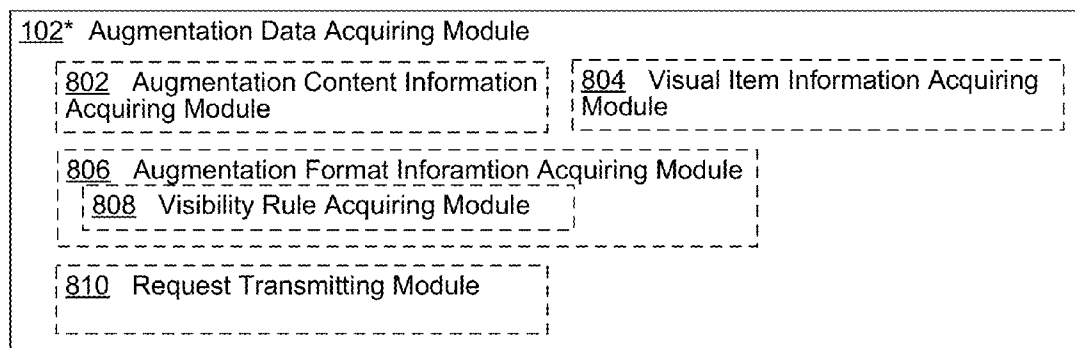 102* Augmentation Data Acquiring Module
802 Augmentation Content Information
Acquiring Module
804 Visual Item Information Acquiring
Module
806 Augmentation Format Inforamtion Acquiring Module
808 Visibility Rule Acquiring Module
810 Request Transmitting Module